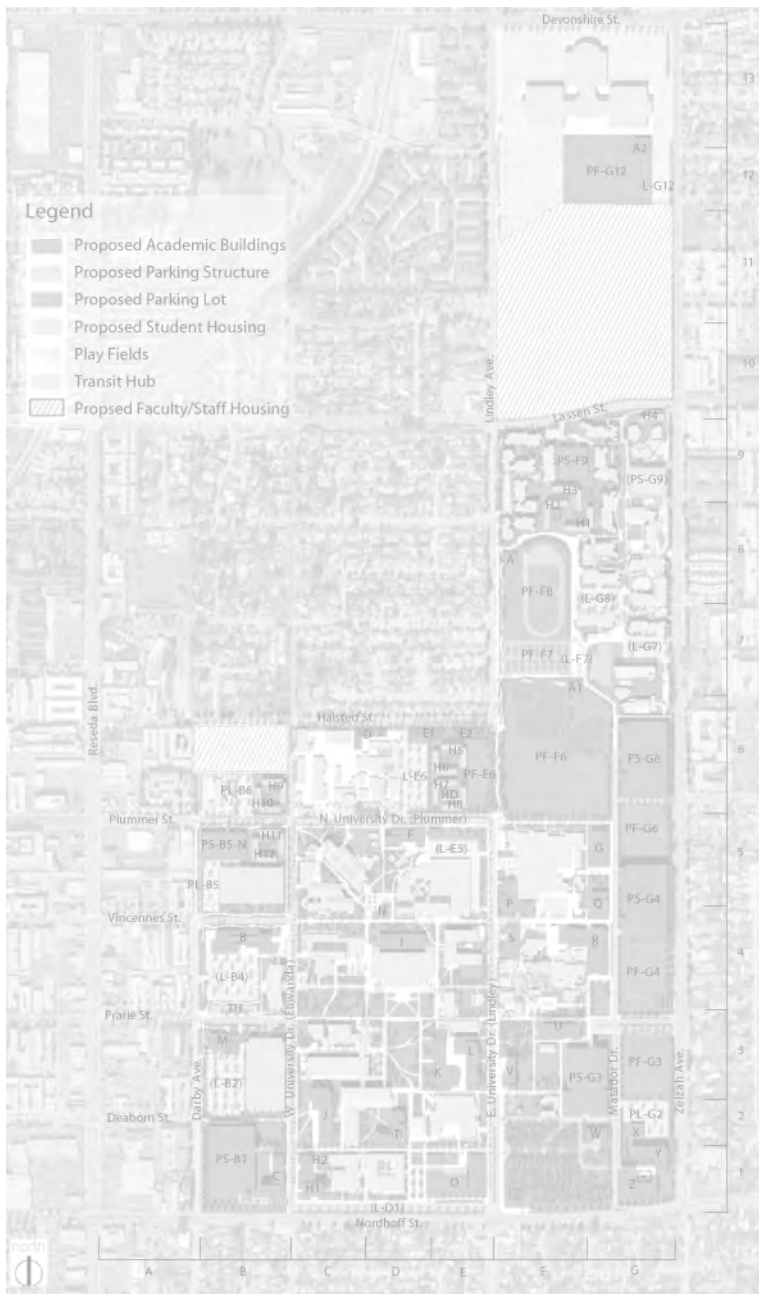 Devonshire St.
13
A2
PF-G12
L-G12
12
Legend
Proposed Academic Buildings
Proposed Parking Structure
Proposed Parking Lot
Proposed Student Housing
Play Fields
Transit Hub
Propsed Faculty/Staff Housing
11
10
Lindley Ave.
Lassen St.
H4
9
PS-F9
(PS-G9)
H3
H2
H1
8
A
PF-F8
(L-G8)
7
PF-F7
(L-F7)
(L-G7)
A1
Reseda Blvd.
Halsted St.
D
E1
E2
H5
6
L-E6
H6
PF-E6
PF-F6
PS-G6
PL-B6
H9
H7
HD
H10
H8
Plummer St.
N. University Dr. (Plummer)
PS-B5-N
H11
H12
F
(L-E5)
G
PF-G6
5
PL-B5
N
P
Q
PS-G4
Vincennes St.
B
I
S
R
4
(L-B4)
W. University Dr. (Etiwanda)
E. University Dr. (Lindley)
PF-G4
TH
Prarie St.
M
U
L
3
(L-B2)
K
V
PS-G3
Matador Dr.
PF-G3
Zelzah Ave.
Darby Ave.
Deaborn St.
J
T
PL-G2
2
W
X
Y
PS-B1
C
H2
H1
O
Z
1
(L-D1)
Nordhoff St.
north
A
B
C
D
E
F
G